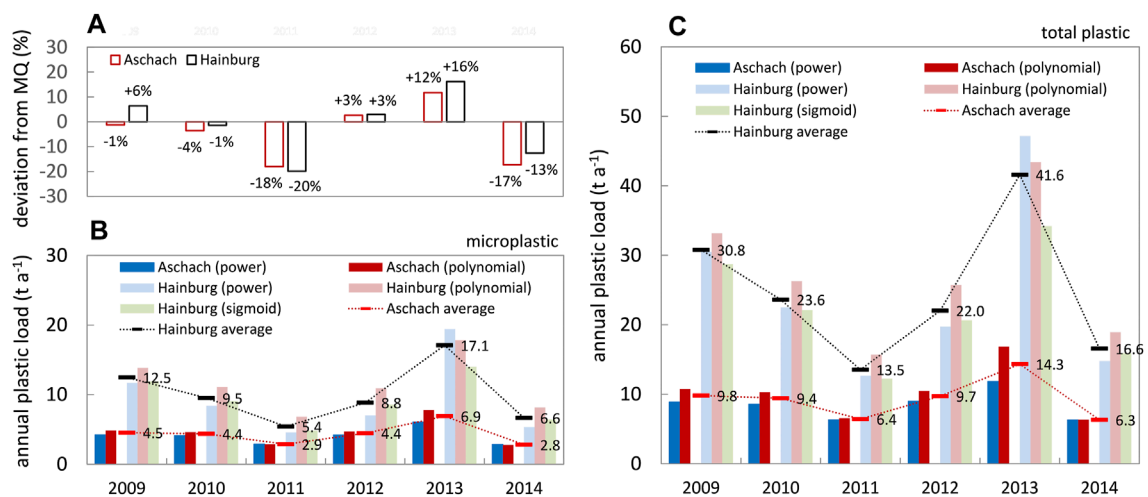 A
2010 2011 2012 2013 2014
deviation from MQ (%)
30
20
10
0
-10
-20
-30
Aschach Hainburg
-1% +6% -4% -1% -18% -20% +3% +3% +12% +16% -17% -13%
B
microplastic
annual plastic load (t a⁻¹)
30
20
10
0
Aschach (power) Aschach (polynomial)
Hainburg (power) Hainburg (polynomial)
Hainburg (sigmoid) Aschach average
Hainburg average
12.5 9.5 5.4 8.8 17.1 6.6
4.5 4.4 2.9 4.4 6.9 2.8
2009 2010 2011 2012 2013 2014
C
total plastic
annual plastic load (t a⁻¹)
60
50
40
30
20
10
0
Aschach (power) Aschach (polynomial)
Hainburg (power) Hainburg (polynomial)
Hainburg (sigmoid) Aschach average
Hainburg average
30.8 23.6 13.5 22.0 41.6 16.6
9.8 9.4 6.4 9.7 14.3 6.3
2009 2010 2011 2012 2013 2014